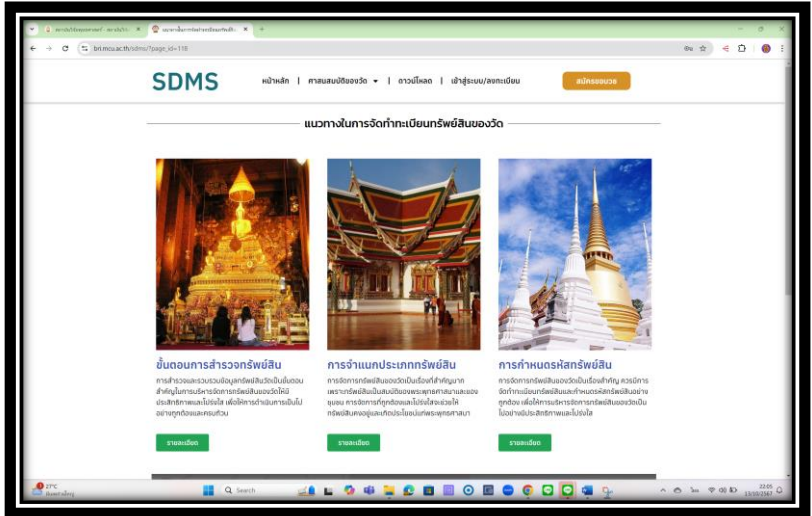 bri.mcu.ac.th/sdms/?page_id=118
SDMS
หน้าหลัก | ศาสนสมบัติของวัด | ดาวน์โหลด | เข้าสู่ระบบ/ลงทะเบียน
แนวทางในการจัดทำทะเบียนทรัพย์สินของวัด
ขั้นตอนการสำรวจทรัพย์สิน
การสำรวจและรวบรวมข้อมูลทรัพย์สินวัดเป็นขั้นตอน
สำคัญในการบริหารจัดการทรัพย์สินของวัดให้มี
ประสิทธิภาพและโปร่งใส เพื่อให้การดำเนินการเป็นไป
อย่างถูกต้องและครบถ้วน
รายละเอียด
การจำแนกประเภททรัพย์สิน
การจัดการทรัพย์สินของวัดเป็นเรื่องที่สำคัญมาก
เพราะทรัพย์สินเป็นสมบัติของพระพุทธศาสนาและของ
ชุมชน การจัดการที่ถูกต้องและโปร่งใสจะช่วยให้
ทรัพย์สินคงอยู่และเกิดประโยชน์แก่พระพุทธศาสนา
รายละเอียด
การกำหนดรหัสทรัพย์สิน
การจัดการทรัพย์สินของวัดเป็นเรื่องสำคัญ ควรมีการ
จัดทำทะเบียนทรัพย์สินและกำหนดรหัสทรัพย์สินอย่าง
ถูกต้อง เพื่อให้การบริหารจัดการทรัพย์สินของวัดเป็น
ไปอย่างมีประสิทธิภาพและโปร่งใส
รายละเอียด
27°C
Search
22:05
13/10/2567